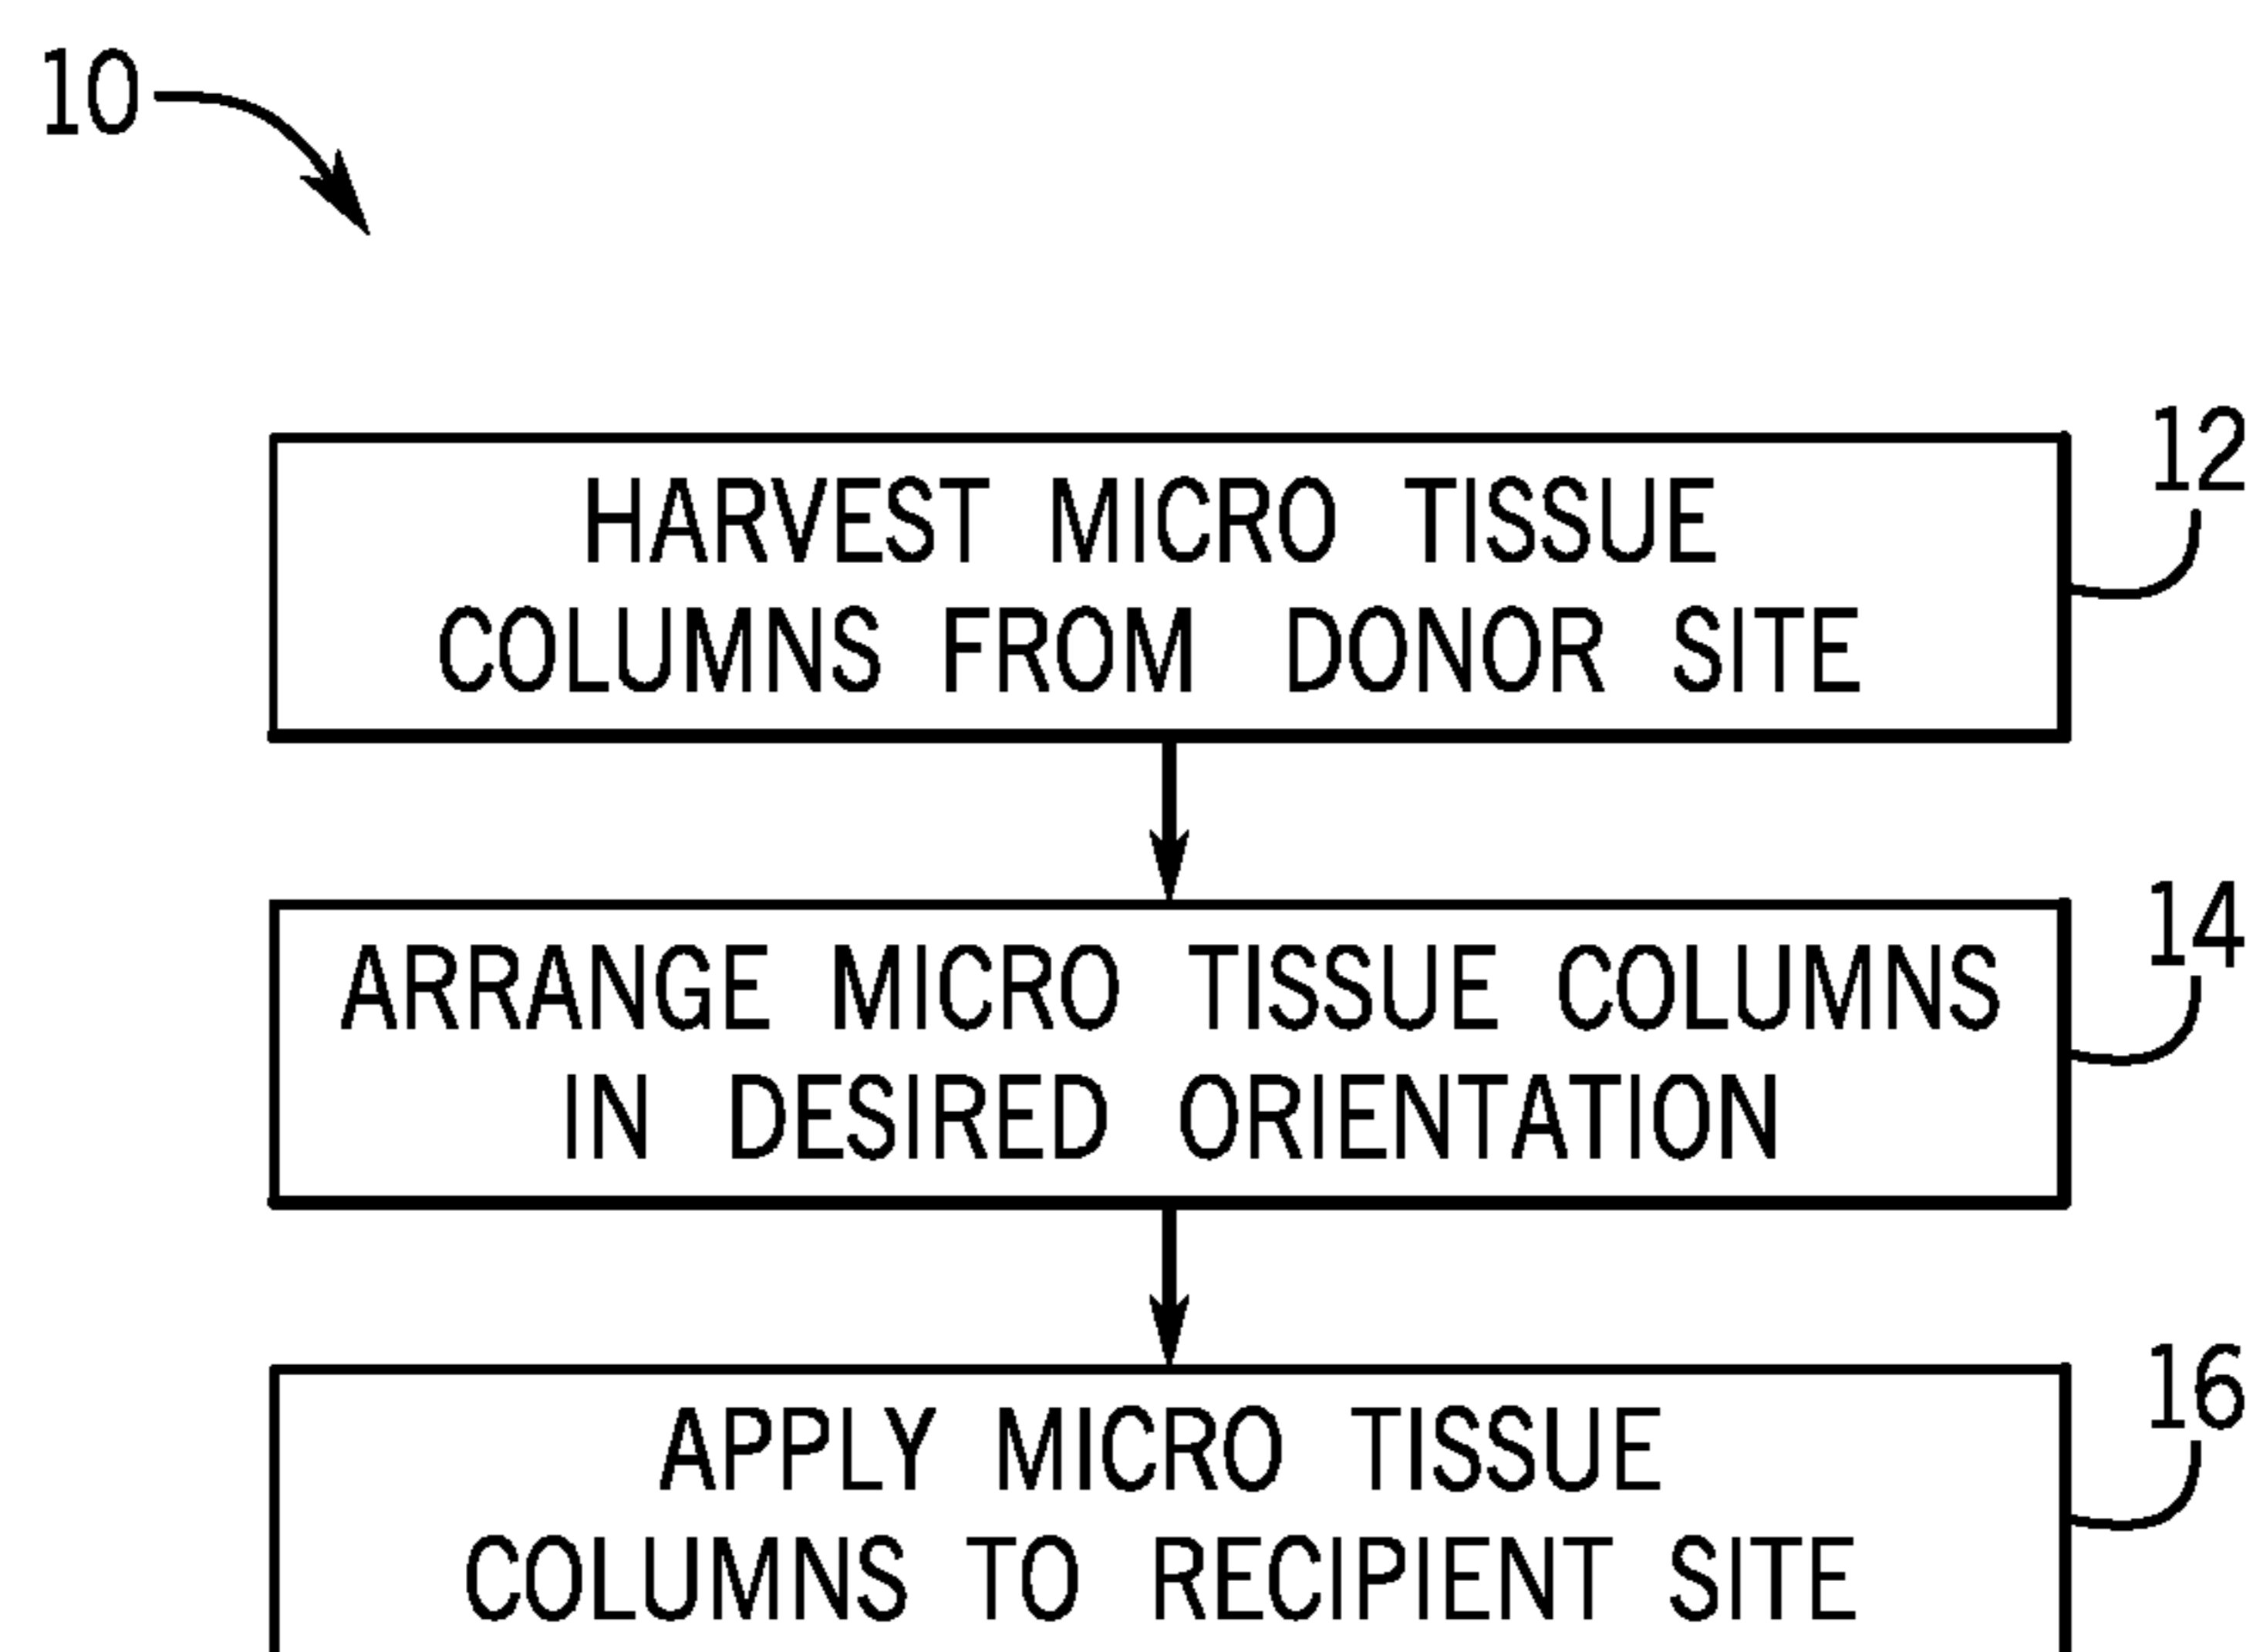 10
12
HARVEST MICRO TISSUE
COLUMNS FROM DONOR SITE
14
ARRANGE MICRO TISSUE COLUMNS
IN DESIRED ORIENTATION
16
APPLY MICRO TISSUE
COLUMNS TO RECIPIENT SITE